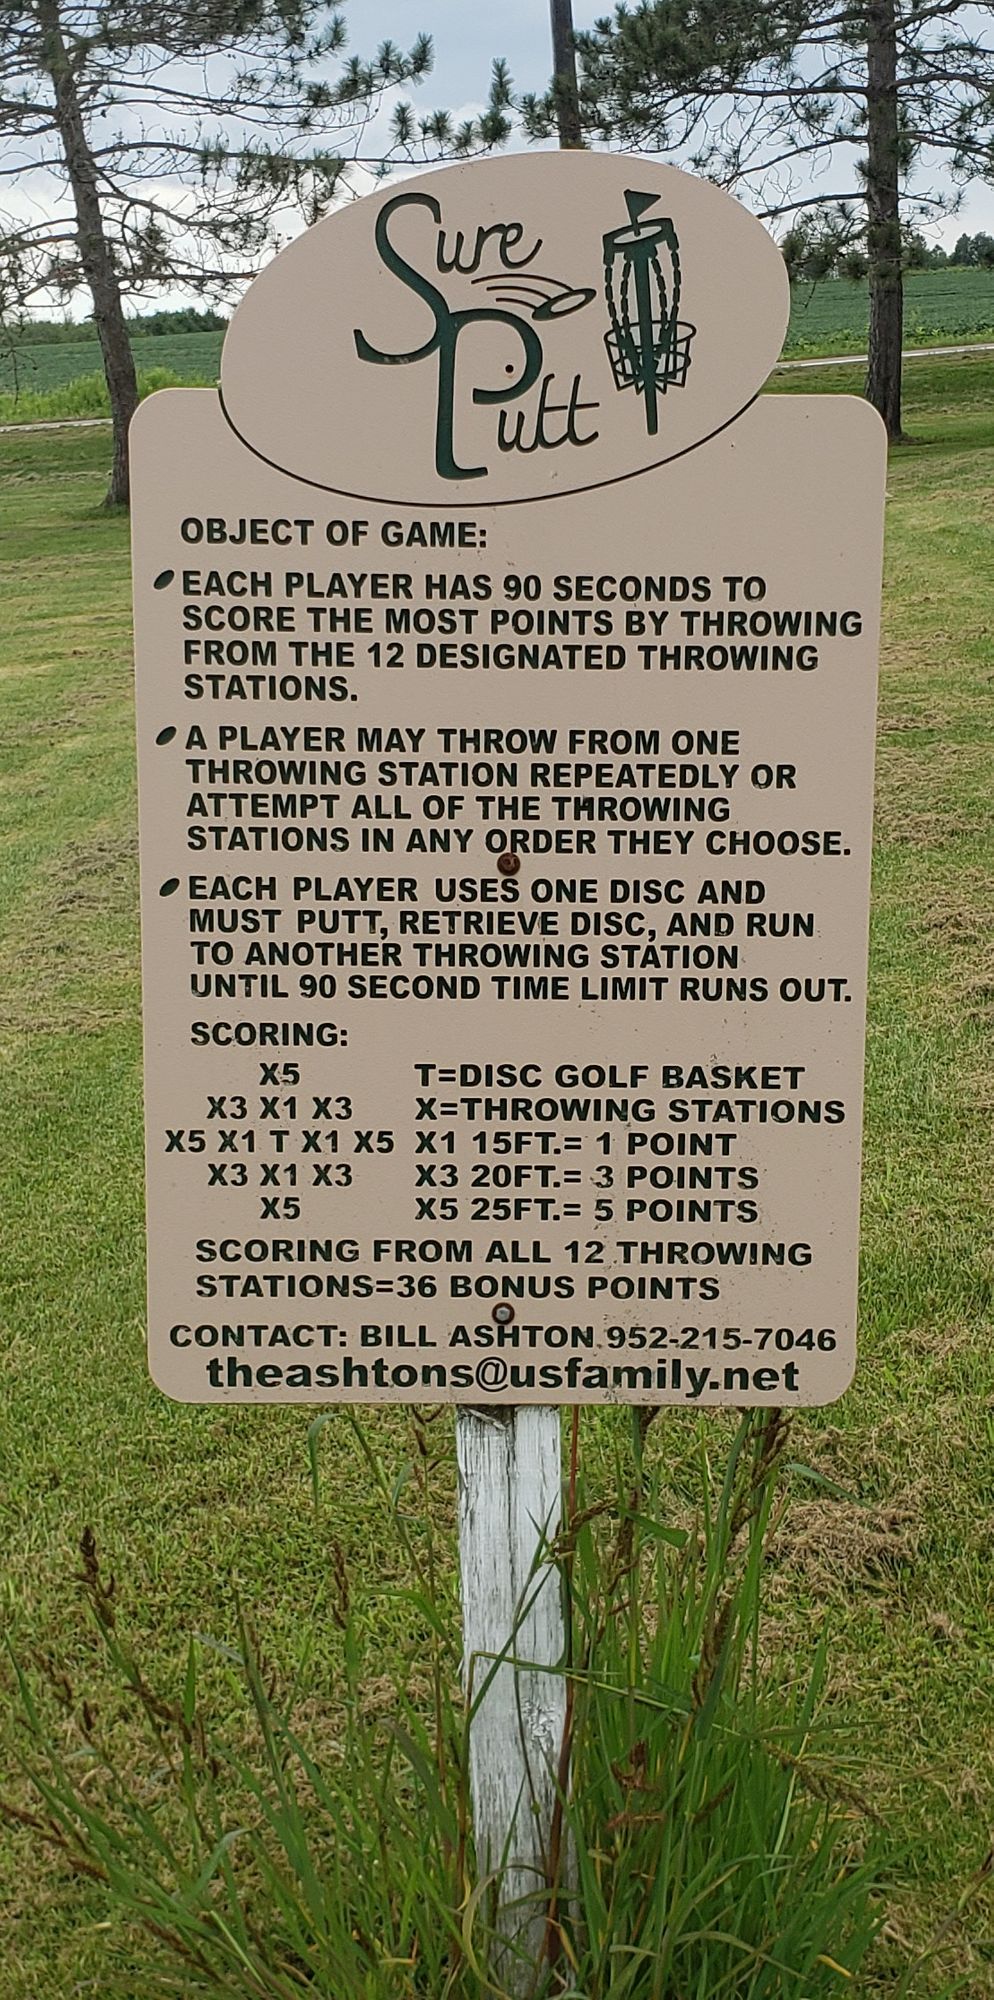 Sure
Putt
OBJECT OF GAME:
EACH PLAYER HAS 90 SECONDS TO
SCORE THE MOST POINTS BY THROWING
FROM THE 12 DESIGNATED THROWING
STATIONS.
A PLAYER MAY THROW FROM ONE
THROWING STATION REPEATEDLY OR
ATTEMPT ALL OF THE THROWING
STATIONS IN ANY ORDER THEY CHOOSE.
EACH PLAYER USES ONE DISC AND
MUST PUTT, RETRIEVE DISC, AND RUN
TO ANOTHER THROWING STATION
UNTIL 90 SECOND TIME LIMIT RUNS OUT.
SCORING:
X5 T=DISC GOLF BASKET
X3 X1 X3 X=THROWING STATIONS
X5 X1 T X1 X5 X1 15FT.= 1 POINT
X3 X1 X3 X3 20FT.= 3 POINTS
X5 X5 25FT.= 5 POINTS
SCORING FROM ALL 12 THROWING
STATIONS=36 BONUS POINTS
CONTACT: BILL ASHTON 952-215-7046
theashtons@usfamily.net